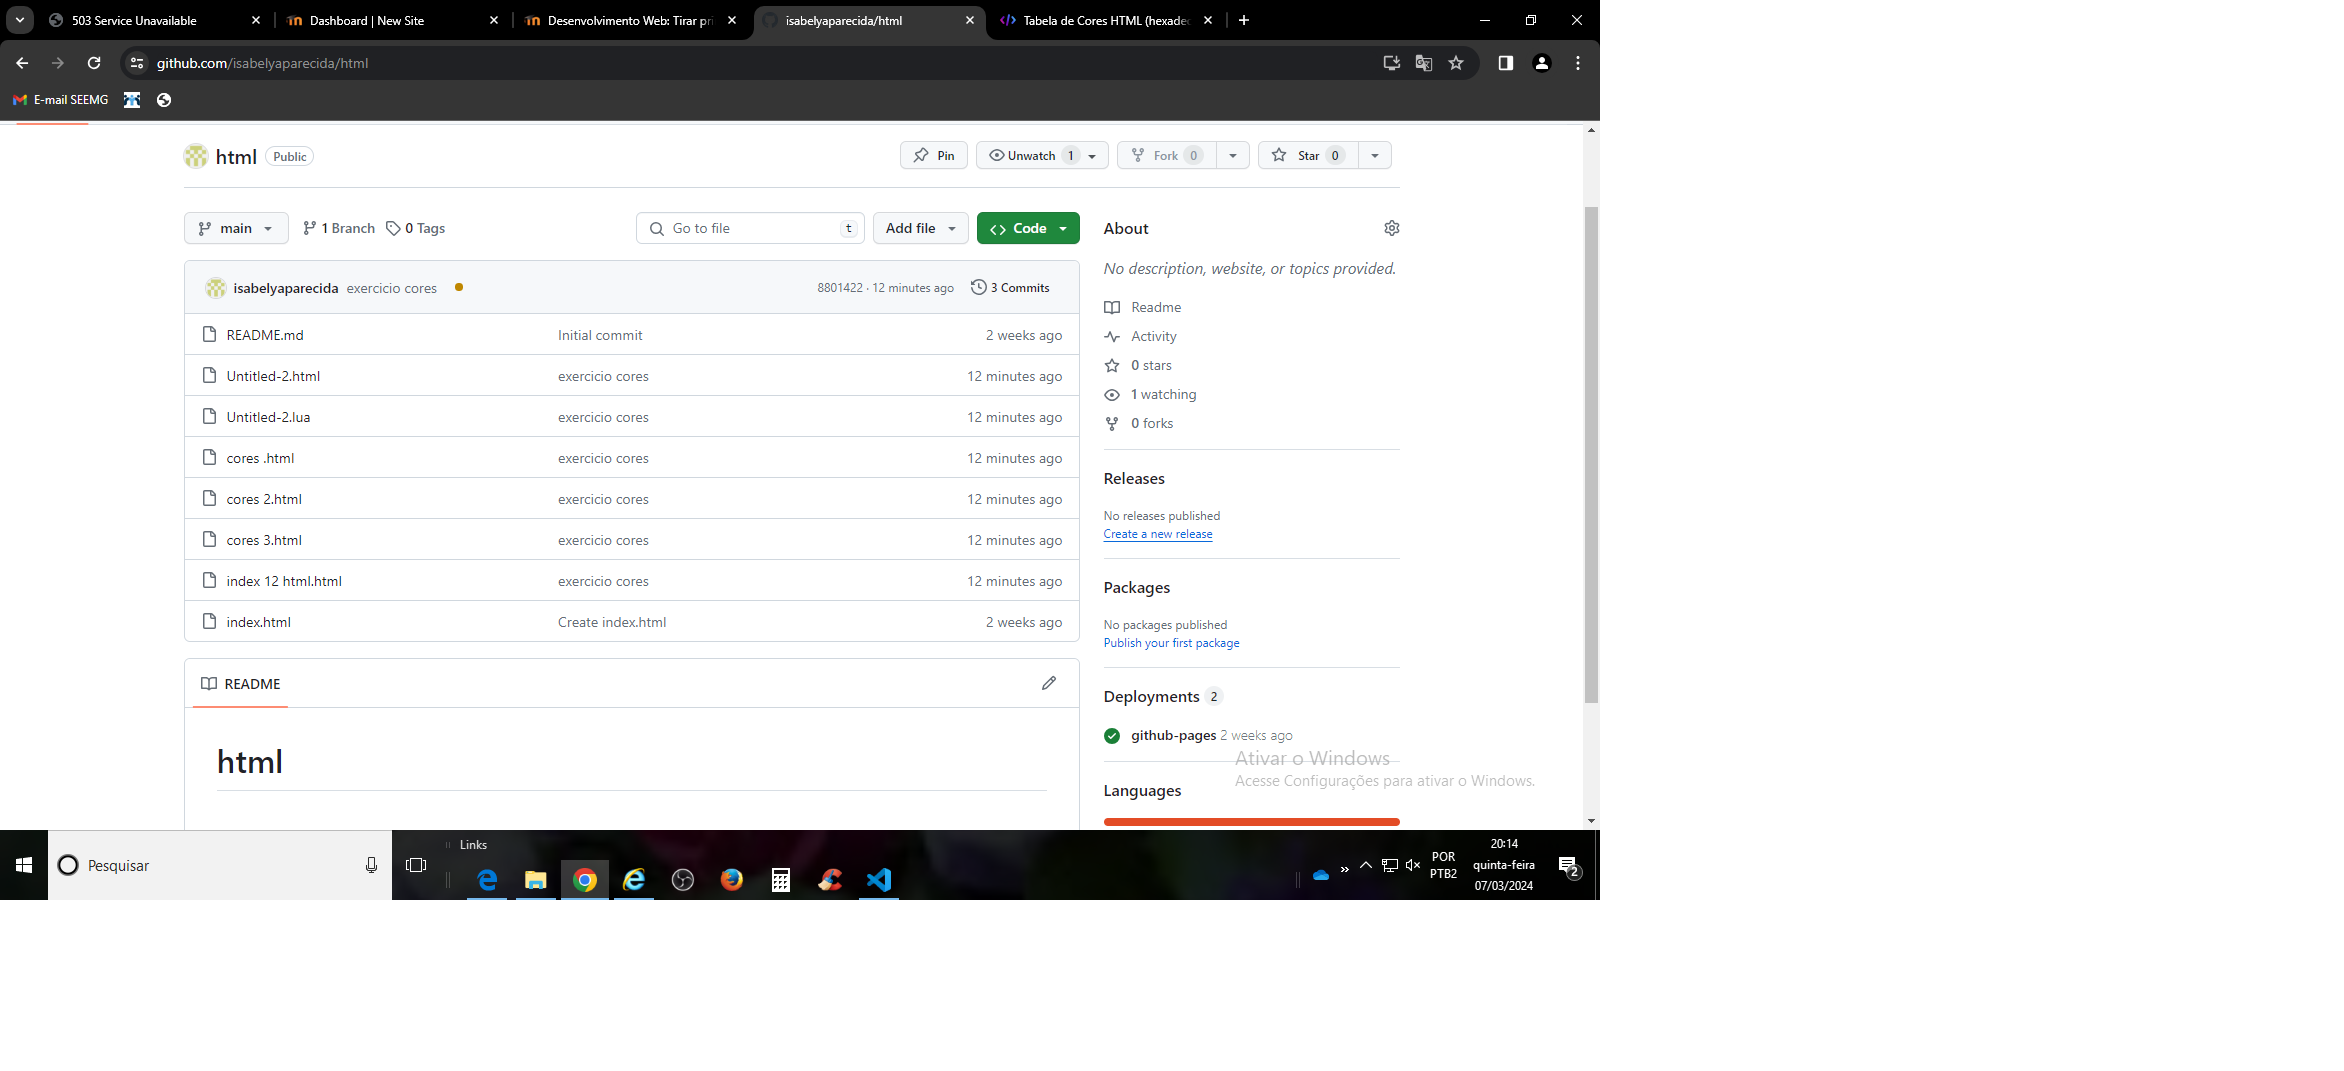 503 Service Unavailable
Dashboard | New Site
Desenvolvimento Web: Tirar pri
isabelyaparecida/html
Tabela de Cores HTML (hexadec
github.com/isabelyaparecida/html
E-mail SEEMG
html Public
Pin
Unwatch 1
Fork 0
Star 0
main
1 Branch
0 Tags
Go to file t
Add file
Code
isabelyaparecida exercicio cores 8801422 · 12 minutes ago 3 Commits
README.md Initial commit 2 weeks ago
Untitled-2.html exercicio cores 12 minutes ago
Untitled-2.lua exercicio cores 12 minutes ago
cores .html exercicio cores 12 minutes ago
cores 2.html exercicio cores 12 minutes ago
cores 3.html exercicio cores 12 minutes ago
index 12 html.html exercicio cores 12 minutes ago
index.html Create index.html 2 weeks ago
README
html
About
No description, website, or topics provided.
Readme
Activity
0 stars
1 watching
0 forks
Releases
No releases published
Create a new release
Packages
No packages published
Publish your first package
Deployments 2
github-pages 2 weeks ago
Languages
Ativar o Windows
Acesse Configurações para ativar o Windows.
Pesquisar
Links
POR
PTB2
20:14
quinta-feira
07/03/2024
2